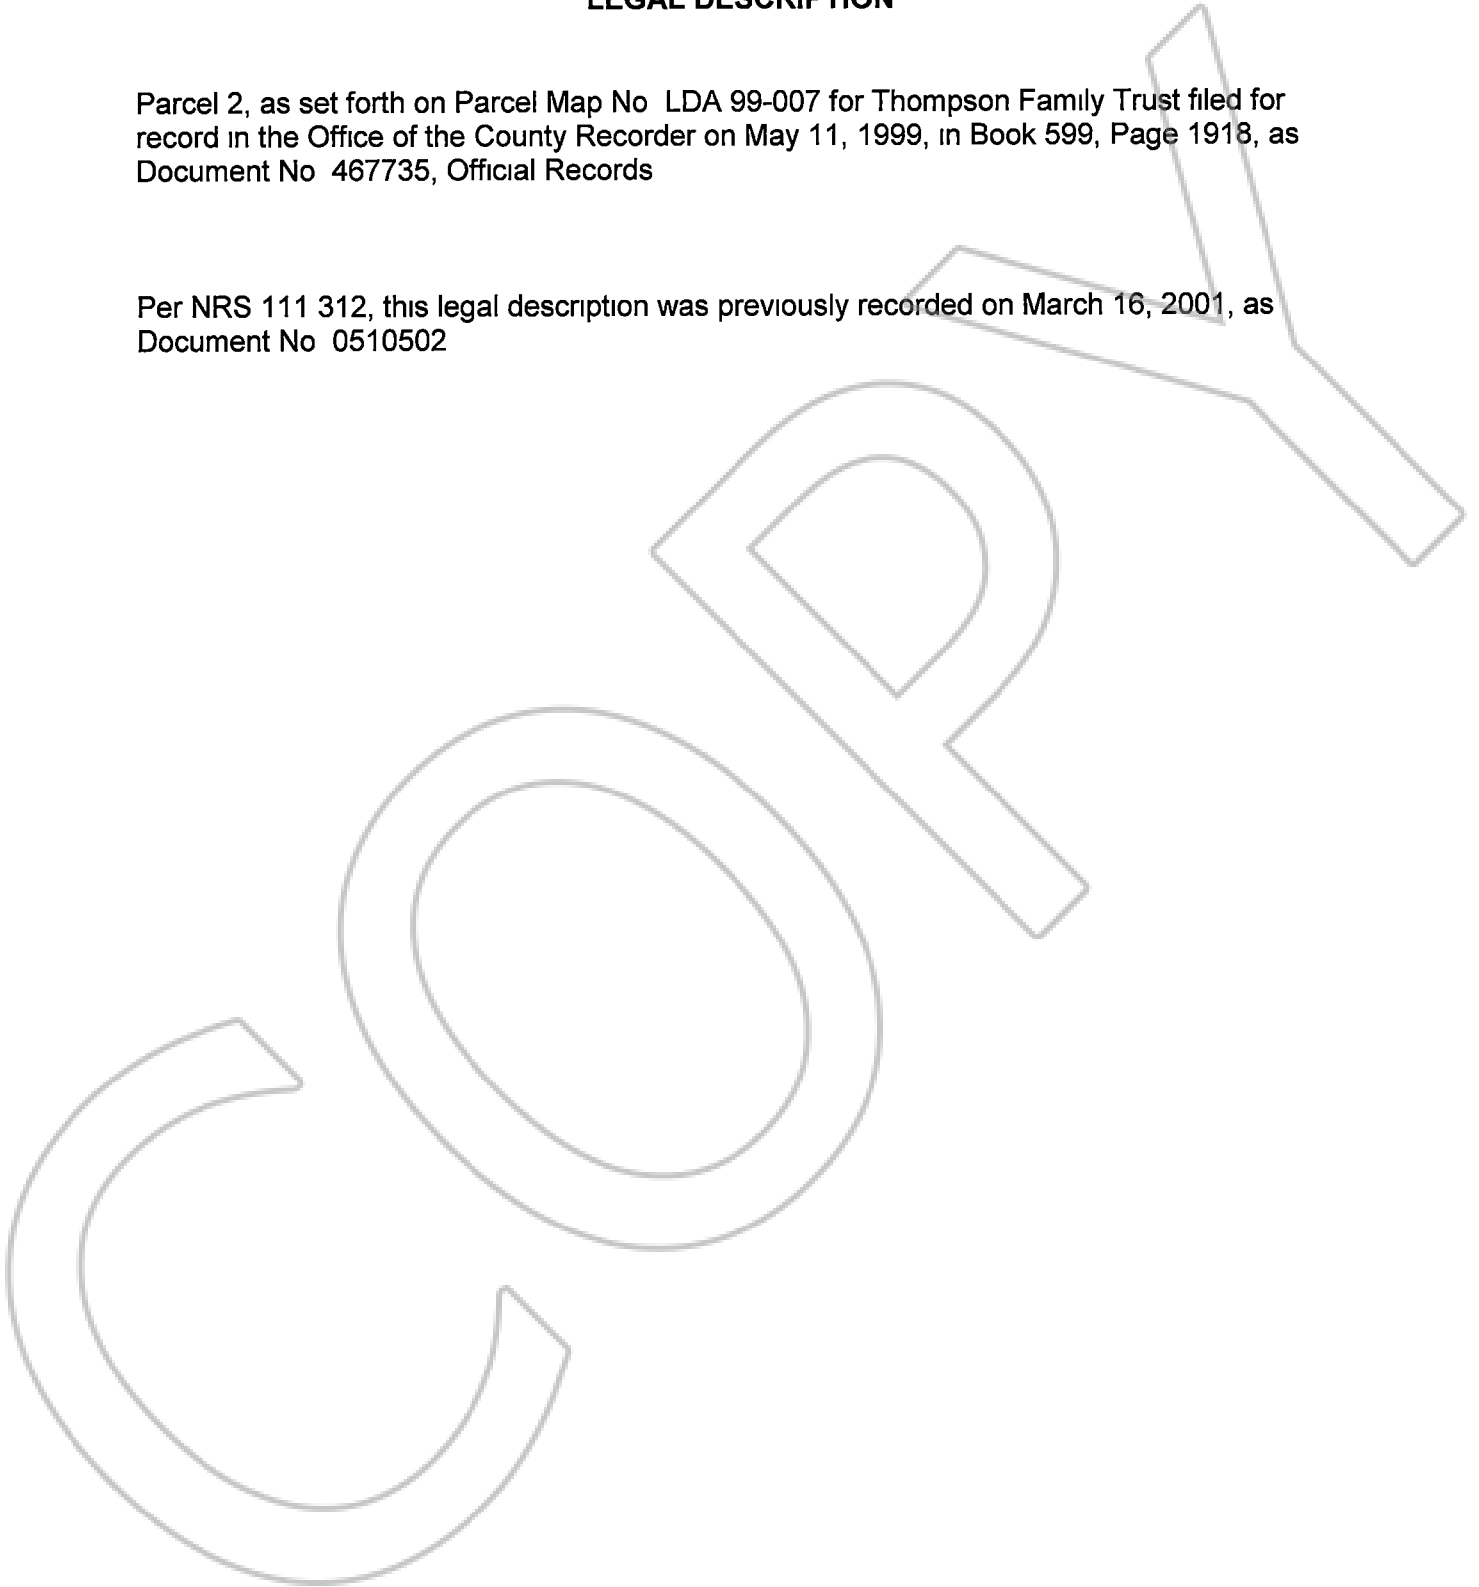 LEGAL DESCRIPTION
Parcel 2, as set forth on Parcel Map No LDA 99-007 for Thompson Family Trust filed for
record in the Office of the County Recorder on May 11, 1999, in Book 599, Page 1918, as
Document No 467735, Official Records
Per NRS 111 312, this legal description was previously recorded on March 16, 2001, as
Document No 0510502
COPY